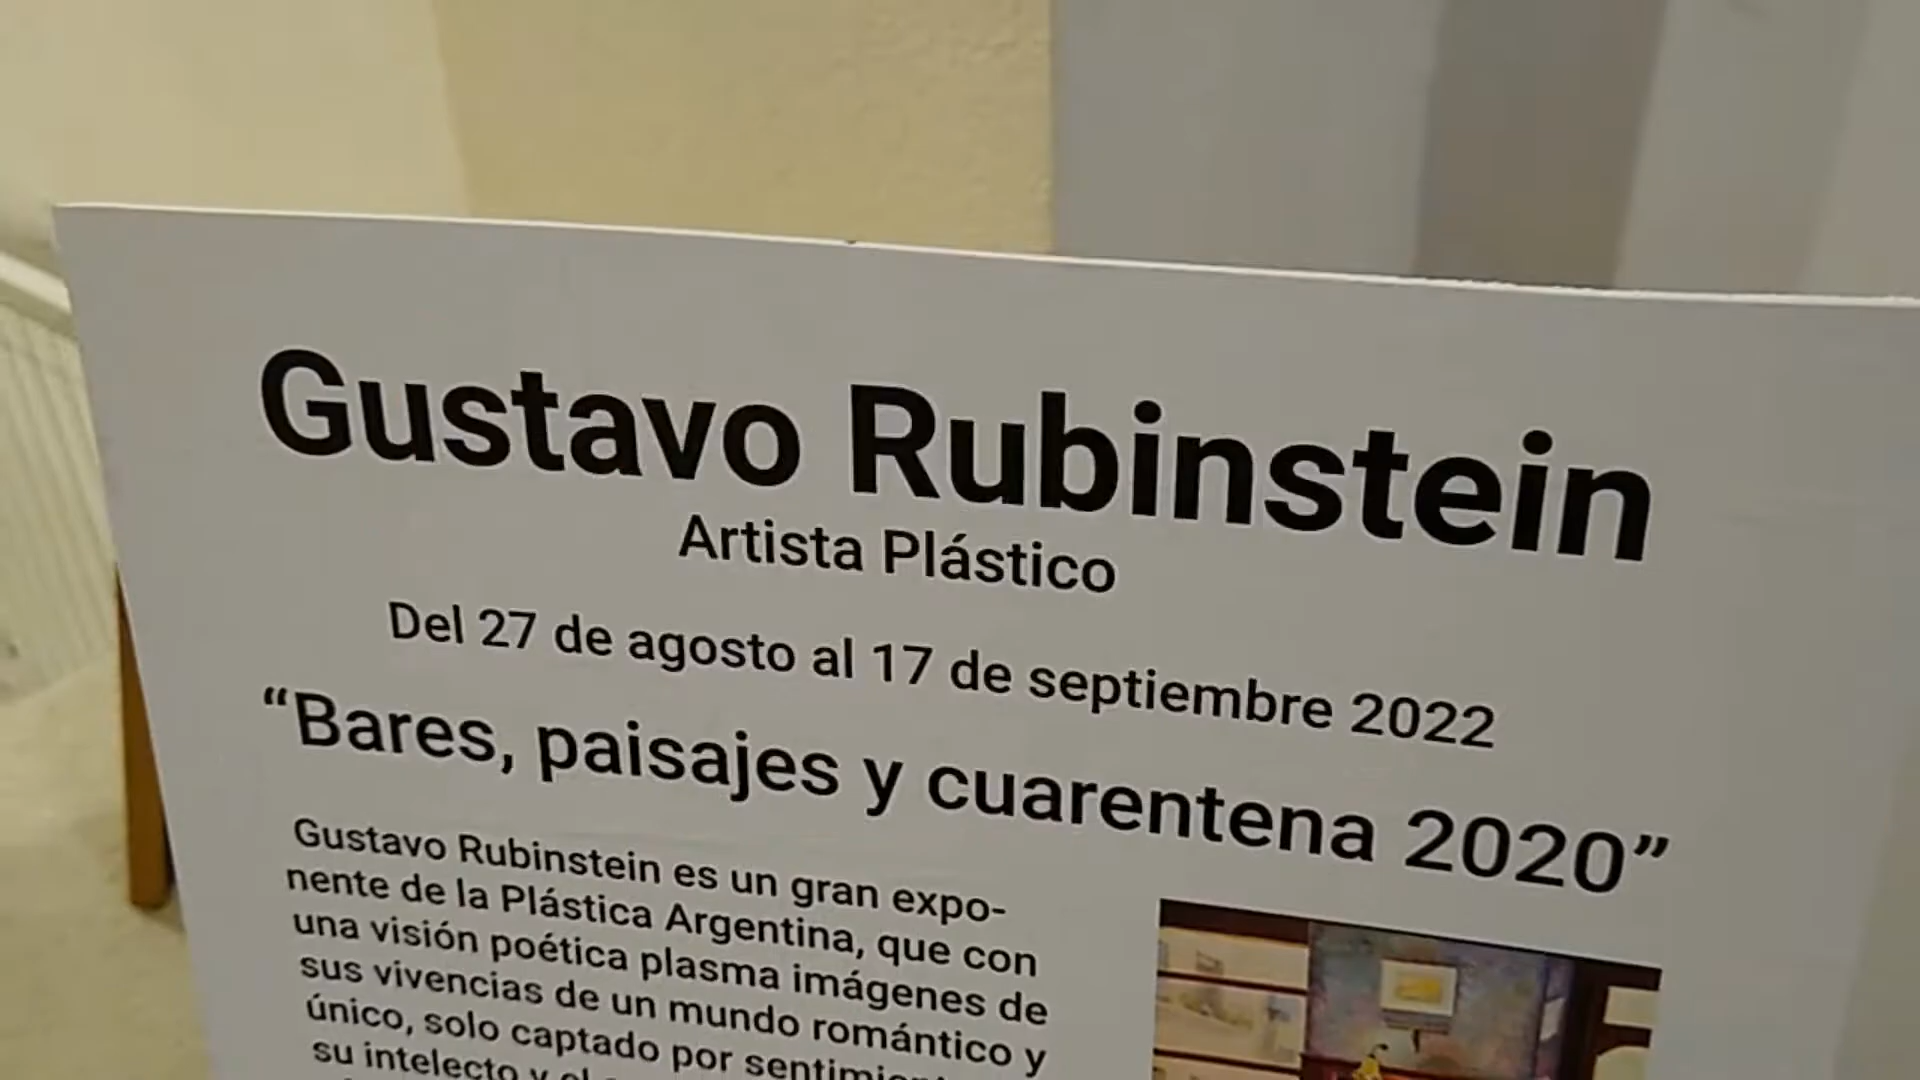 Gustavo Rubinstein
Artista Plástico
Del 27 de agosto al 17 de septiembre 2022
“Bares, paisajes y cuarentena 2020”
Gustavo Rubinstein es un gran expo-
nente de la Plástica Argentina, que con
una visión poética plasma imágenes de
sus vivencias de un mundo romántico y
único, solo captado por
su intelecto y el